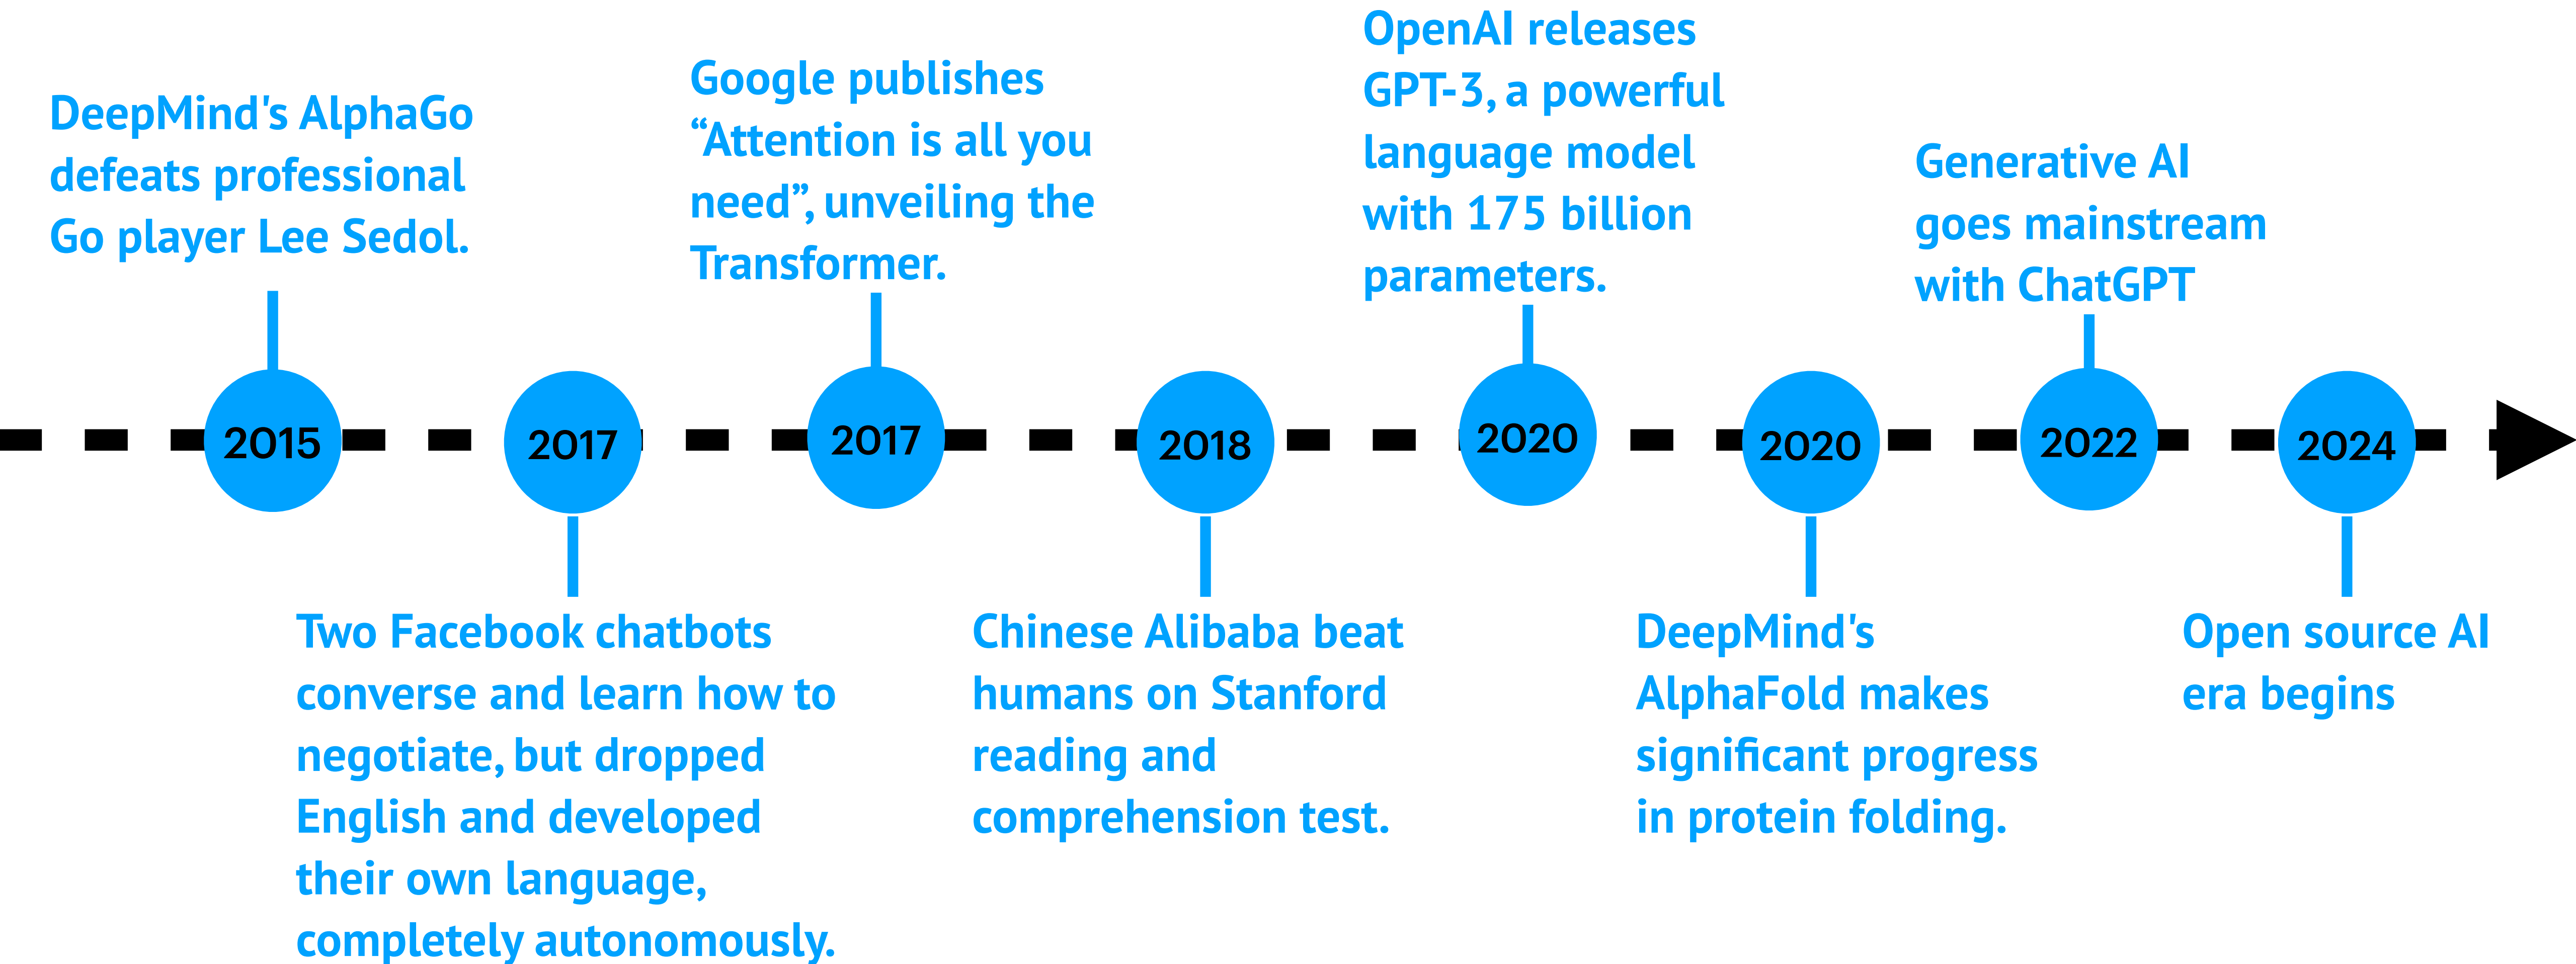 DeepMind's AlphaGo
defeats professional
Go player Lee Sedol.
2015
Two Facebook chatbots
converse and learn how to
negotiate, but dropped
English and developed
their own language,
completely autonomously.
2017
Google publishes
“Attention is all you
need”, unveiling the
Transformer.
2017
Chinese Alibaba beat
humans on Stanford
reading and
comprehension test.
2018
OpenAI releases
GPT-3, a powerful
language model
with 175 billion
parameters.
2020
DeepMind's
AlphaFold makes
significant progress
in protein folding.
2020
Generative AI
goes mainstream
with ChatGPT
2022
Open source AI
era begins
2024